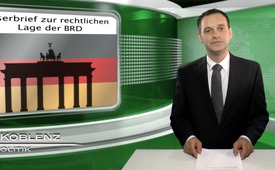 serbrief zur rechtlichen
Lage der BRD
KOBLENZ
OLITIK